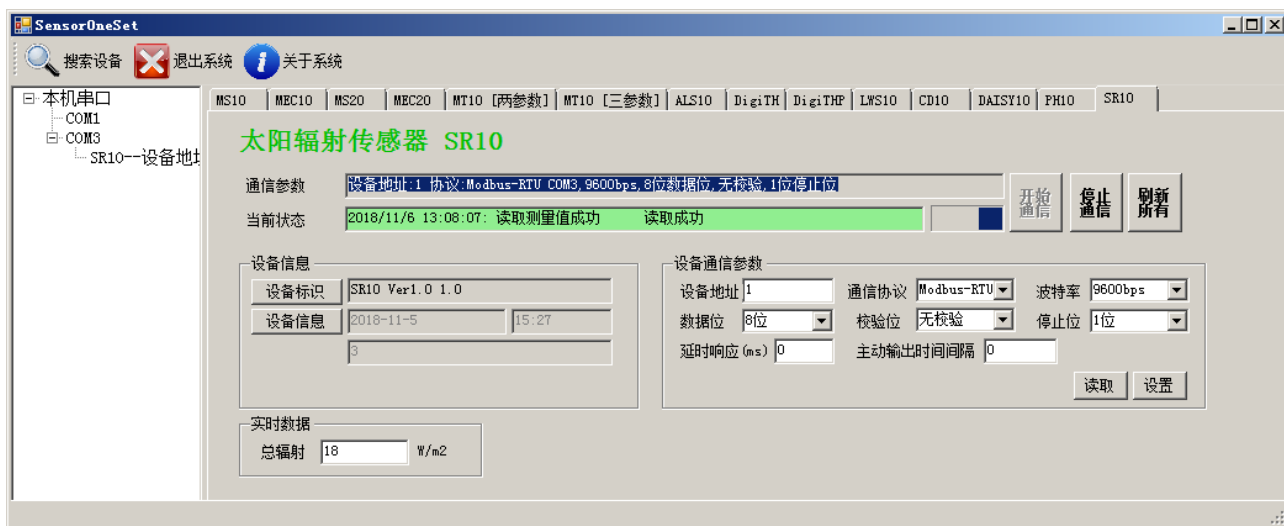 SensorOneSet
搜索设备 退出系统 关于系统
本机串口
COM1
COM3
SR10--设备地
MS10 MEC10 MS20 MEC20 MT10 [两参数] MT10 [三参数] ALS10 DigiTH DigiTHP LWS10 CD10 DAISY10 PH10 SR10
太阳辐射传感器 SR10
通信参数 设备地址:1 协议:Modbus-RTU COM3,9600bps,8位数据位,无校验,1位停止位
当前状态 2018/11/6 13:08:07: 读取测量值成功 读取成功
开始通信 停止通信 刷新所有
设备信息
设备标识 SR10 Ver1.0 1.0
设备信息 2018-11-5 15:27
3
设备通信参数
设备地址 1 通信协议 Modbus-RTU 波特率 9600bps
数据位 8位 校验位 无校验 停止位 1位
延时响应(ms) 0 主动输出时间间隔 0
读取 设置
实时数据
总辐射 18 W/m2